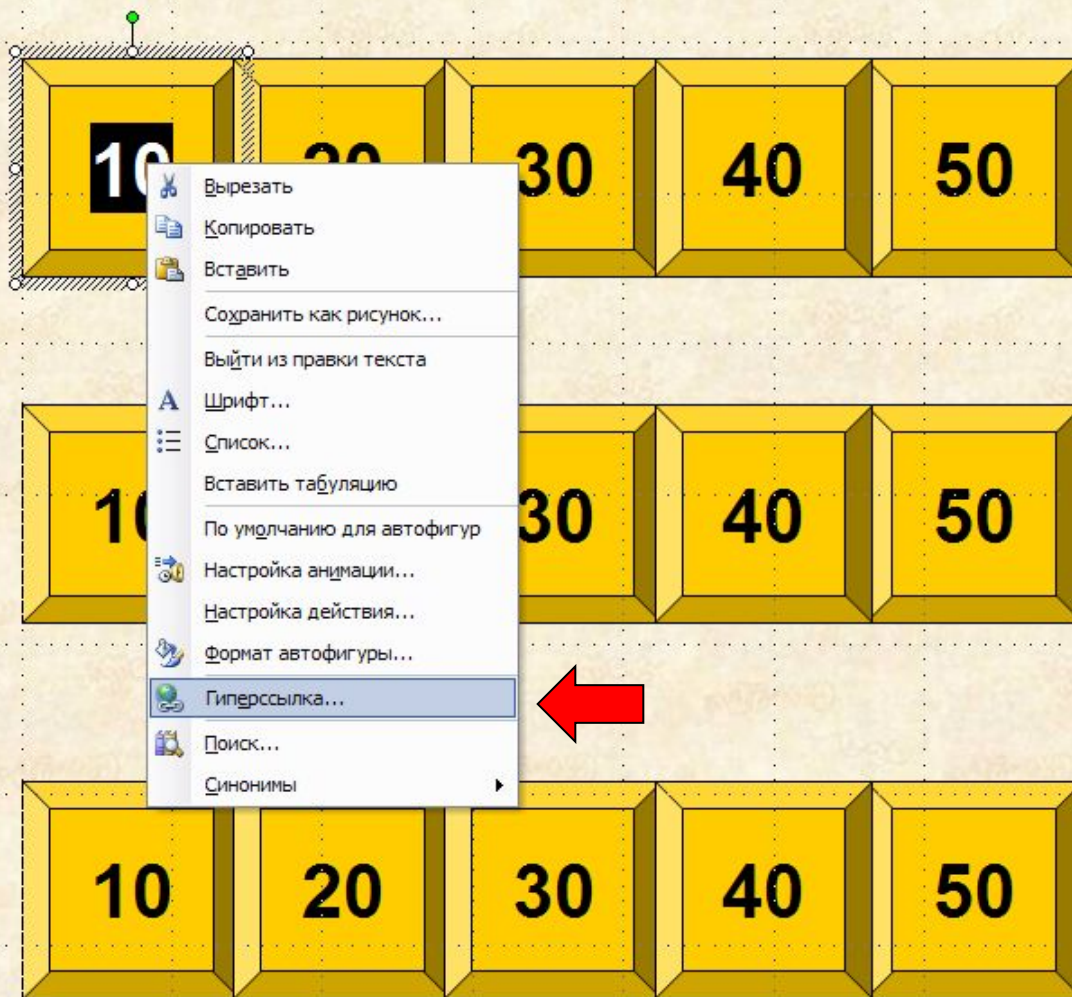 10 20 30 40 50
Вырезать
Копировать
Вставить
Сохранить как рисунок...
Выйти из правки текста
Шрифт...
Список...
Вставить табуляцию
По умолчанию для автофигур
Настройка анимации...
Настройка действия...
Формат автофигуры...
Гиперссылка...
Поиск...
Синонимы
10 30 40 50
10 20 30 40 50